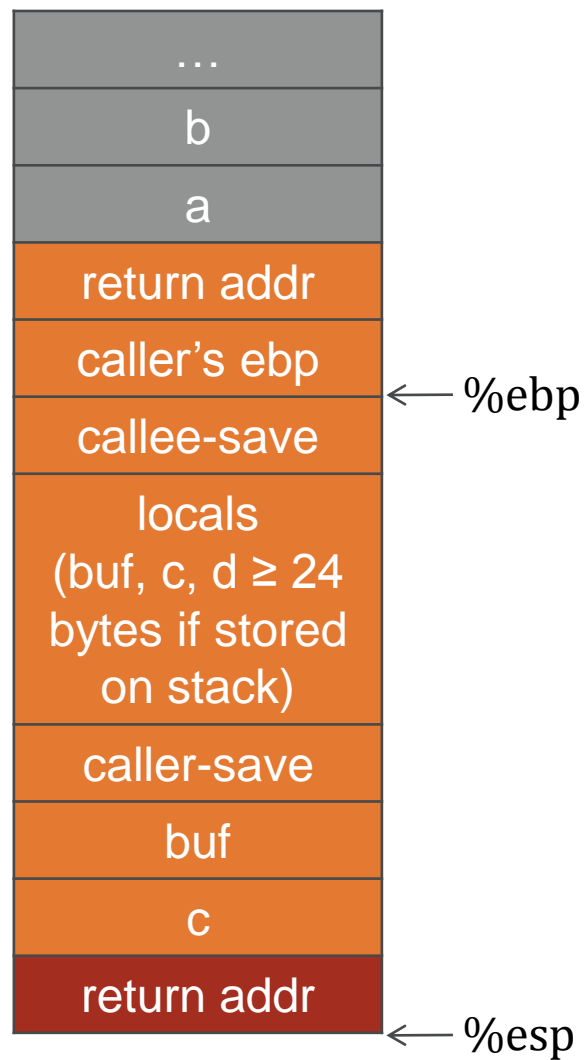 …
b
a
return addr
caller’s ebp
%ebp
callee-save
locals
(buf, c, d ≥ 24
bytes if stored
on stack)
caller-save
buf
c
return addr
%esp